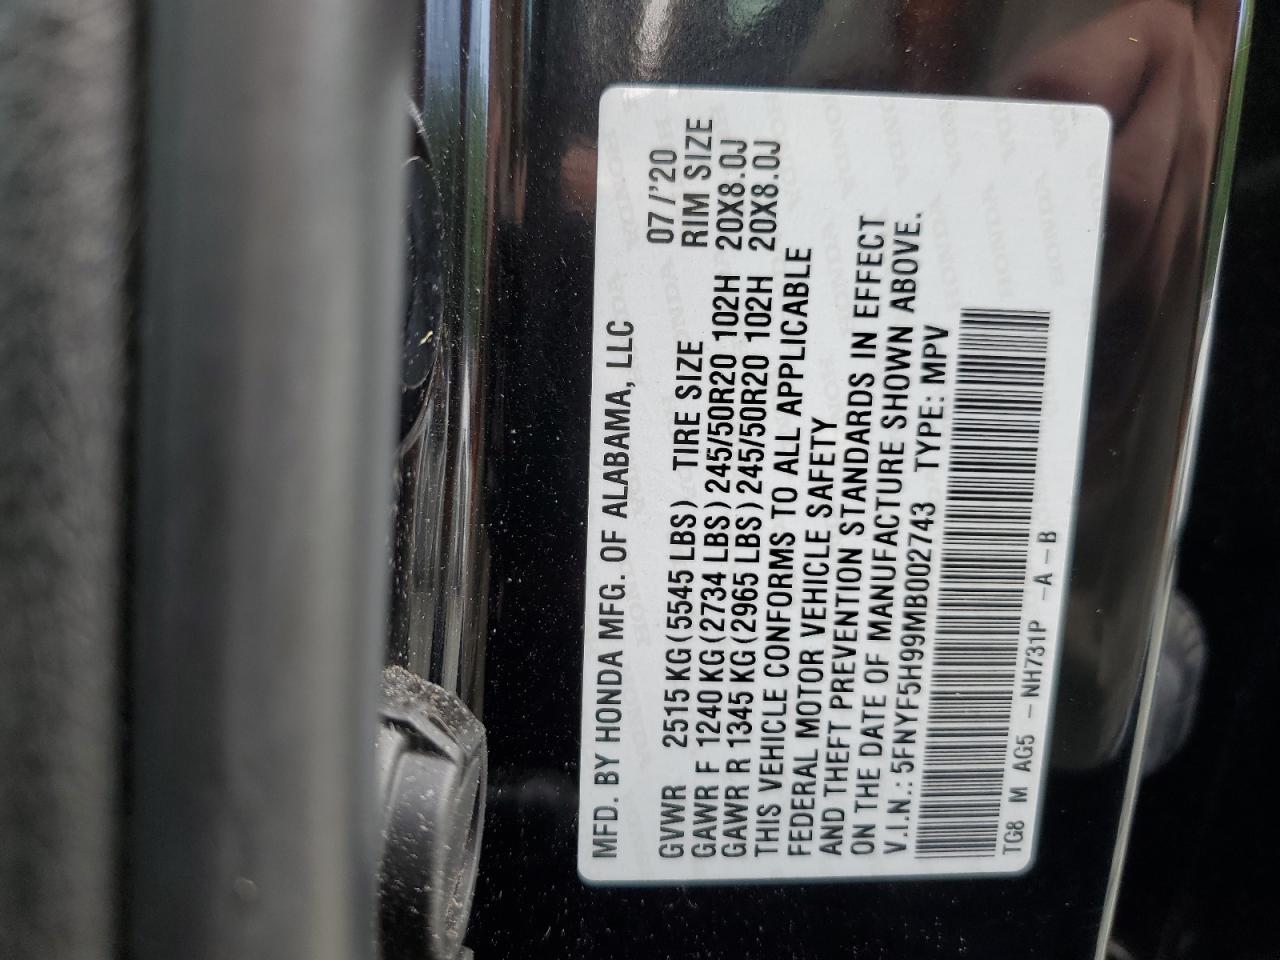 MFD. BY HONDA MFG. OF ALABAMA, LLC
07/'20
GVWR 2515 KG (5545 LBS) TIRE SIZE RIM SIZE
GAWR F 1240 KG (2734 LBS) 245/50R20 102H 20X8.0J
GAWR R 1345 KG (2965 LBS) 245/50R20 102H 20X8.0J
THIS VEHICLE CONFORMS TO ALL APPLICABLE
FEDERAL MOTOR VEHICLE SAFETY
AND THEFT PREVENTION STANDARDS IN EFFECT
ON THE DATE OF MANUFACTURE SHOWN ABOVE.
V.I.N.: 5FNYF5H99MB002743 TYPE: MPV
TG8 M AG5 -NH731P -A-B